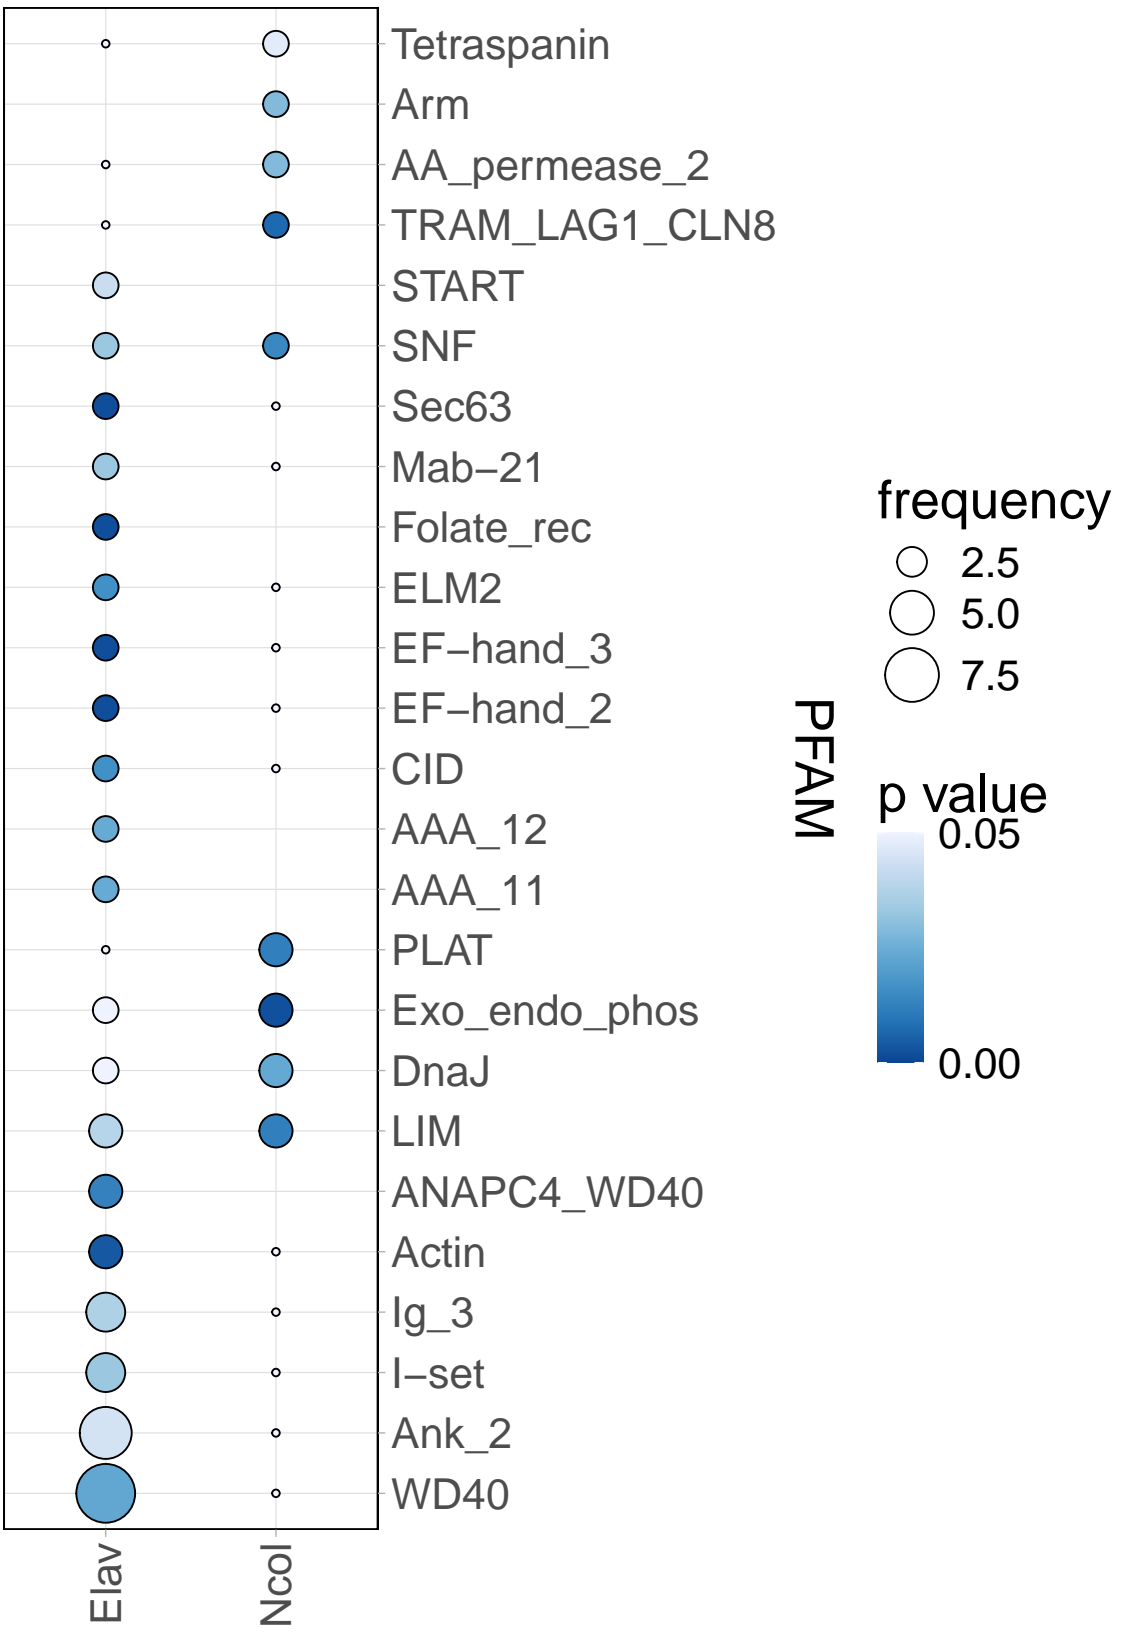 Tetraspanin
Arm
AA_permease_2
TRAM_LAG1_CLN8
START
SNF
Sec63
Mab−21
Folate_rec
ELM2
EF−hand_3
EF−hand_2
CID
AAA_12
AAA_11
PLAT
Exo_endo_phos
DnaJ
LIM
ANAPC4_WD40
Actin
Ig_3
I−set
Ank_2
WD40
Elav
Ncol
PFAM
frequency
2.5
5.0
7.5
p value
0.05
0.00